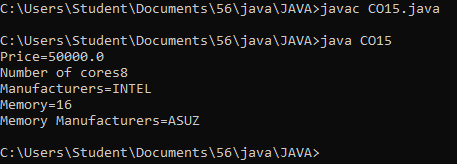 C:\Users\Student\Documents\56\java\JAVA>javac CO15.java
C:\Users\Student\Documents\56\java\JAVA>java CO15
Price=50000.0
Number of cores8
Manufacturers=INTEL
Memory=16
Memory Manufacturers=ASUZ
C:\Users\Student\Documents\56\java\JAVA>